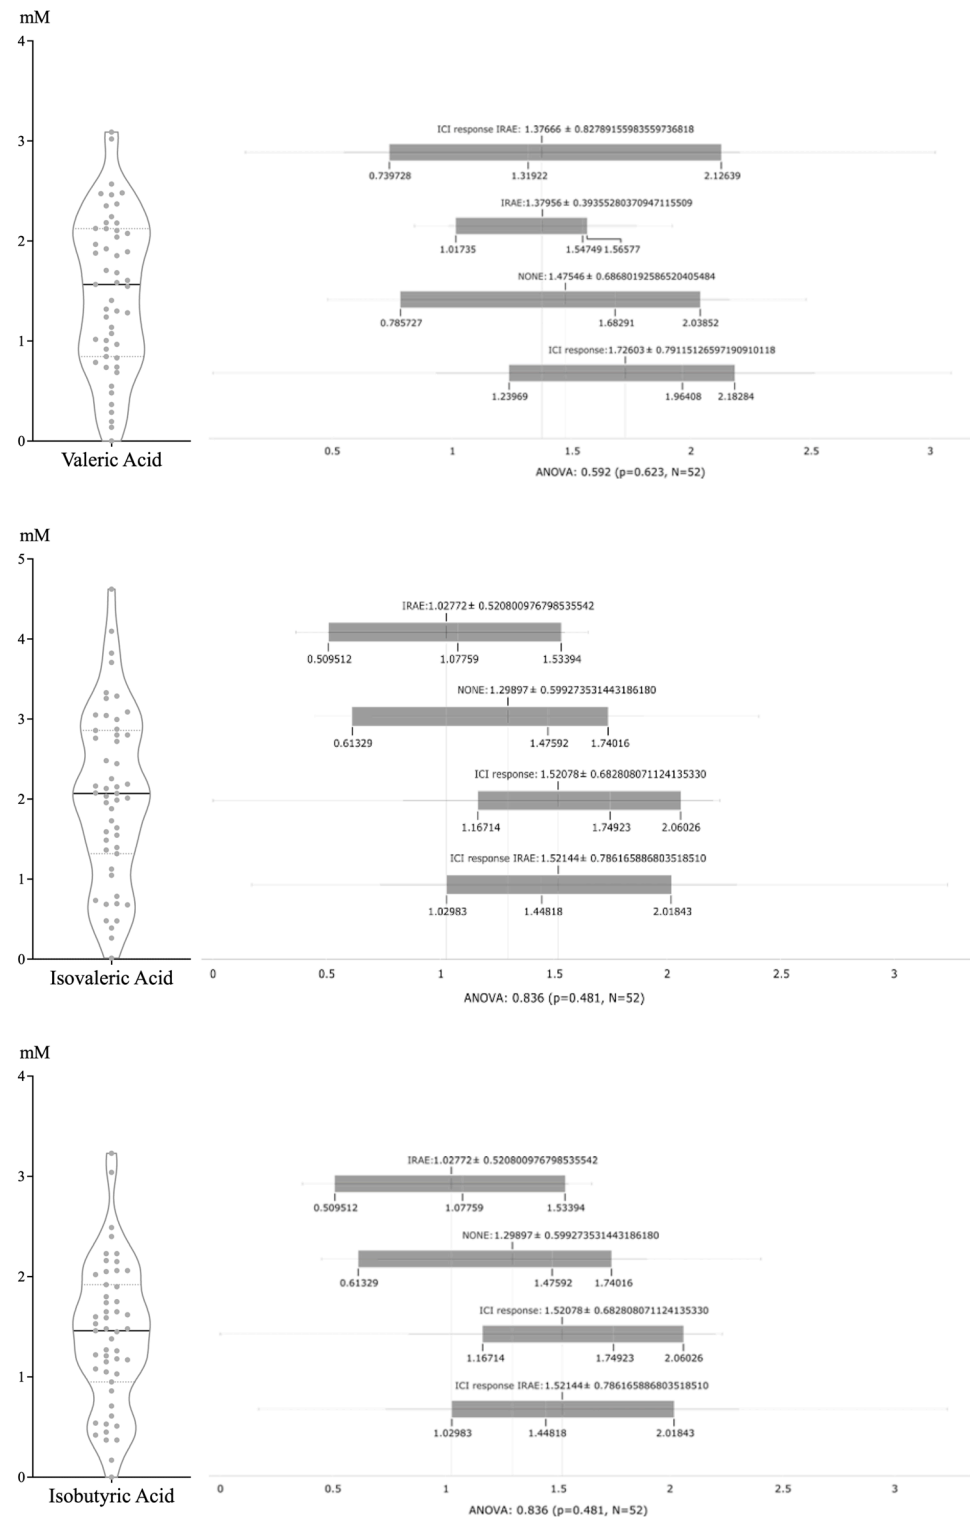 mM
4
3
2
1
0
Valeric Acid
ICI response IRAE: 1.37666 ± 0.82789155983559736818
0.739728 1.31922 2.12639
IRAE:1.37956± 0.39355280370947115509
1.01735 1.54749 1.56577
NONE: 1.47546± 0.68680192586520405484
0.785727 1.68291 2.03852
ICI response:1.72603± 0.79115126597190910118
1.23969 1.96408 2.18284
0.5 1 1.5 2 2.5 3
ANOVA: 0.592 (p=0.623, N=52)
mM
5
4
3
2
1
0
Isovaleric Acid
IRAE:1.02772± 0.520800976798535542
0.509512 1.07759 1.53394
NONE:1.29897± 0.599273531443186180
0.61329 1.47592 1.74016
ICI response: 1.52078± 0.682808071124135330
1.16714 1.74923 2.06026
ICI response IRAE:1.52144± 0.786165886803518510
1.02983 1.44818 2.01843
0 0.5 1 1.5 2 2.5 3
ANOVA: 0.836 (p=0.481, N=52)
mM
4
3
2
1
0
Isobutyric Acid
IRAE:1.02772± 0.520800976798535542
0.509512 1.07759 1.53394
NONE:1.29897± 0.599273531443186180
0.61329 1.47592 1.74016
ICI response: 1.52078± 0.682808071124135330
1.16714 1.74923 2.06026
ICI response IRAE:1.52144± 0.786165886803518510
1.02983 1.44818 2.01843
0 0.5 1 1.5 2 2.5 3
ANOVA: 0.836 (p=0.481, N=52)